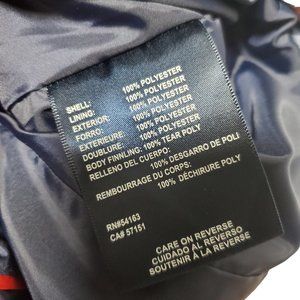 SHELL: 100% POLYESTER
LINING: 100% POLYESTER
EXTERIOR: 100% POLYESTER
FORRO: 100% POLYESTER
EXTERIEURE: 100% POLYESTER
DOUBLURE: 100% POLYESTER
BODY FINNLING: 100% TEAR POLY
RELLENO DEL CUERPO:
100% DESGARRO DE POLI
REMBOURRAGE DU CORPS:
100% DÉCHIRURE POLY
RN#54163
CA# 57151
CARE ON REVERSE
CUIDADO AL REVERSO
SOUTENIR À LA REVERSE